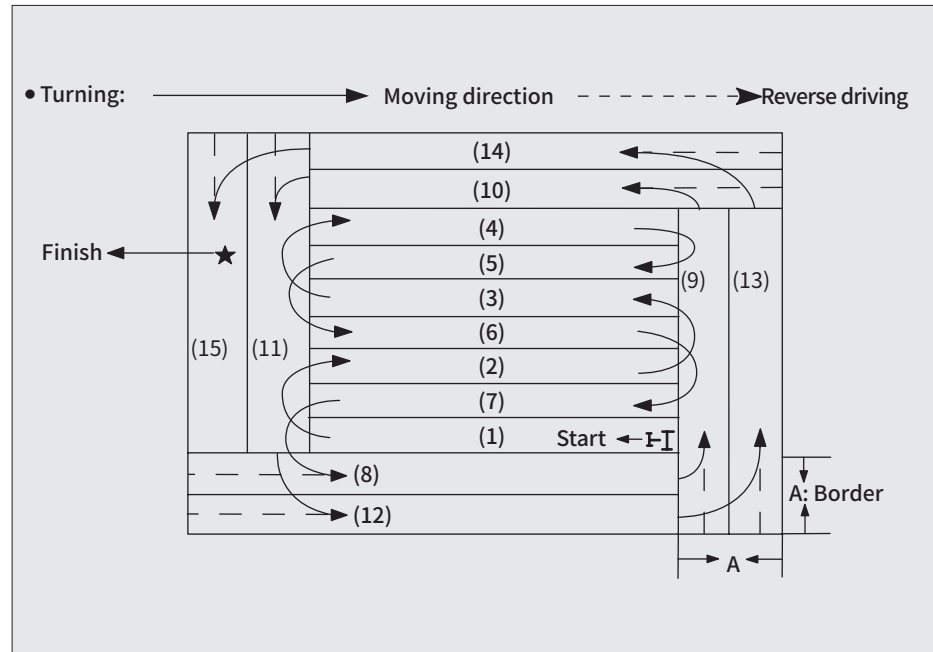 • Turning: Moving direction Reverse driving
(14)
(10)
(4)
Finish
(5)
(9) (13)
(3)
(6)
(15) (11)
(2)
(7)
(1) Start
(8)
A: Border
(12)
A